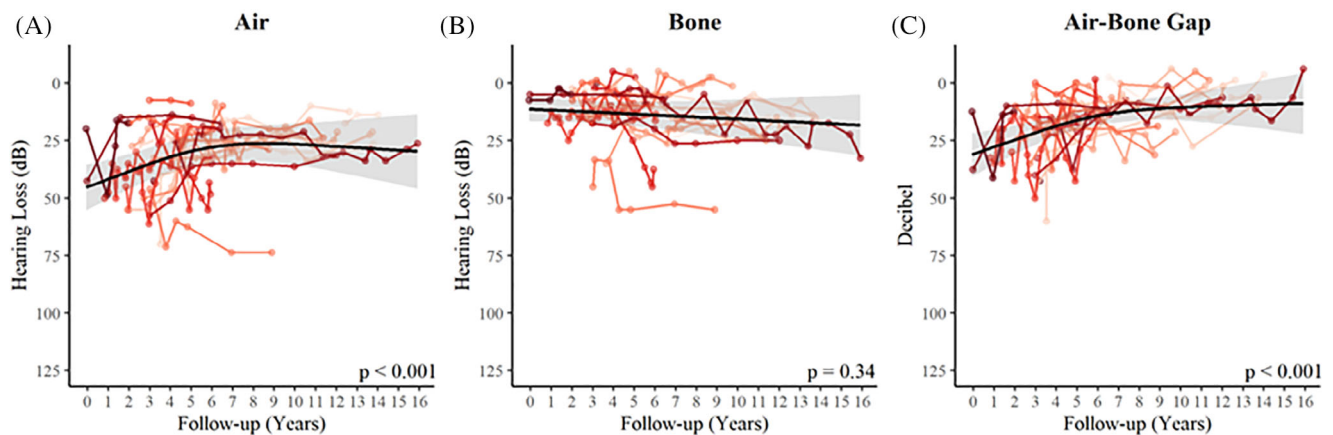 (A) Air
Hearing Loss (dB)
0
25
50
75
100
125
p < 0.001
0 1 2 3 4 5 6 7 8 9 10 11 12 13 14 15 16
Follow-up (Years)
(B) Bone
Hearing Loss (dB)
0
25
50
75
100
125
p = 0.34
0 1 2 3 4 5 6 7 8 9 10 11 12 13 14 15 16
Follow-up (Years)
(C) Air-Bone Gap
Decibel
0
25
50
75
100
125
p < 0.001
0 1 2 3 4 5 6 7 8 9 10 11 12 13 14 15 16
Follow-up (Years)